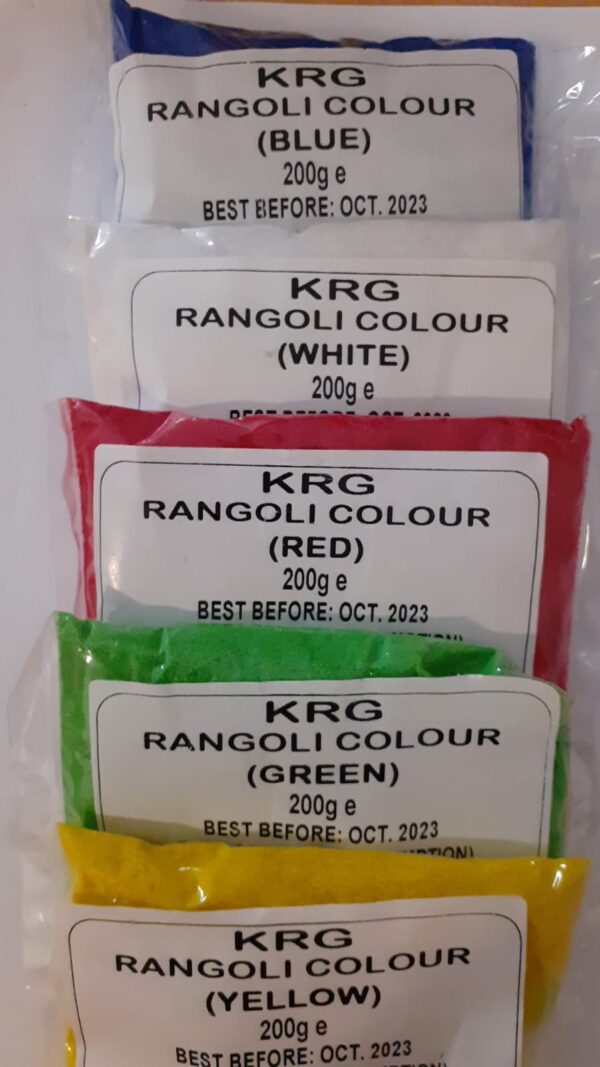 KRG
RANGOLI COLOUR
(BLUE)
200g e
BEST BEFORE: OCT. 2023
KRG
RANGOLI COLOUR
(WHITE)
200g e
KRG
RANGOLI COLOUR
(RED)
200g e
BEST BEFORE: OCT. 2023
KRG
RANGOLI COLOUR
(GREEN)
200g e
BEST BEFORE: OCT. 2023
KRG
RANGOLI COLOUR
(YELLOW)
200g e
BEST BEFORE: OCT. 2023